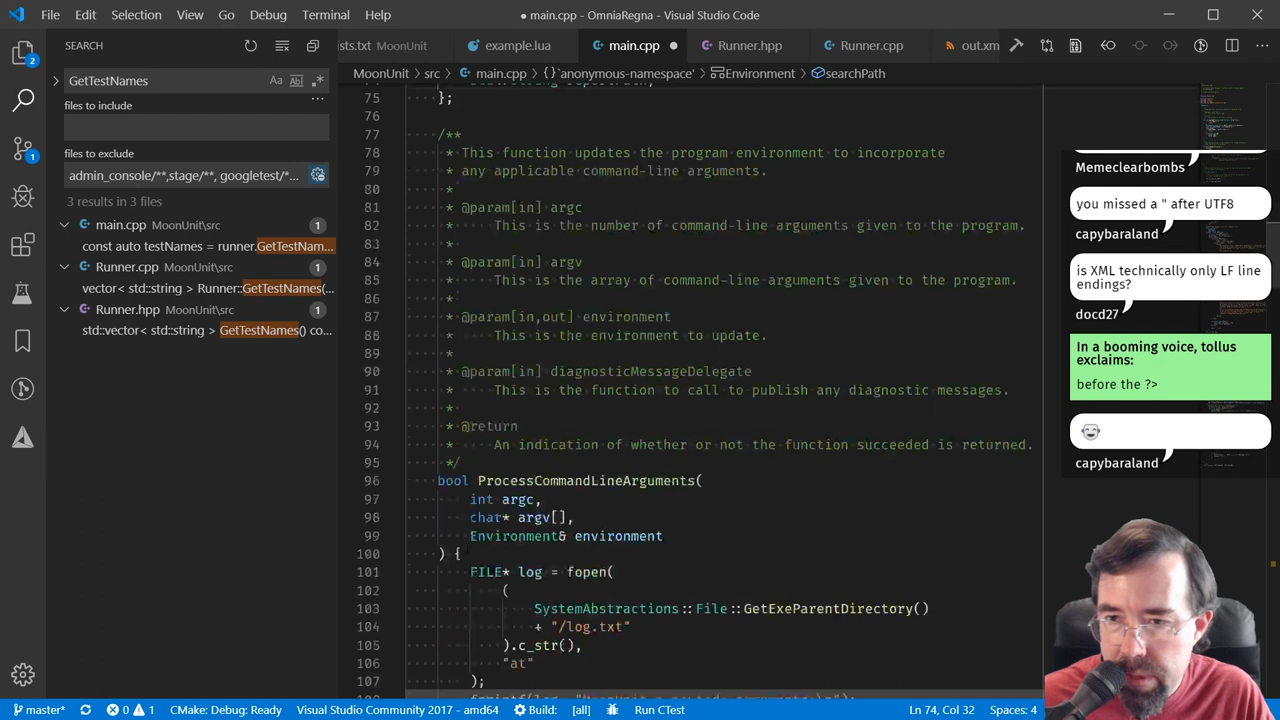 File Edit Selection View Go Debug Terminal Help
● main.cpp - OmniaRegna - Visual Studio Code
SEARCH
GetTestNames
Aa Abl .*
files to include
...
files to exclude
admin_console/**,stage/**, googletest/*...
3 results in 3 files
main.cpp MoonUnit\src 1
const auto testNames = runner.GetTestNam...
Runner.cpp MoonUnit\src 1
vector< std::string > Runner::GetTestNames(...
Runner.hpp MoonUnit\src 1
std::vector< std::string > GetTestNames() co...
2
1
ists.txt MoonUnit example.lua main.cpp ● Runner.hpp Runner.cpp out.xm
MoonUnit > src > main.cpp > {} 'anonymous-namespace' > Environment > searchPath
75 };
76
77 /**
78 * This function updates the program environment to incorporate
79 * any applicable command-line arguments.
80 *
81 * @param[in] argc
82 * This is the number of command-line arguments given to the program.
83 *
84 * @param[in] argv
85 * This is the array of command-line arguments given to the program.
86 *
87 * @param[in,out] environment
88 * This is the environment to update.
89 *
90 * @param[in] diagnosticMessageDelegate
91 * This is the function to call to publish any diagnostic messages.
92 *
93 * @return
94 * An indication of whether or not the function succeeded is returned.
95 */
96 bool ProcessCommandLineArguments(
97 int argc,
98 char* argv[],
99 Environment& environment
100 ) {
101 FILE* log = fopen(
102 (
103 SystemAbstractions::File::GetExeParentDirectory()
104 + "/log.txt"
105 ).c_str(),
106 "at"
107 );
Memeclearbombs
you missed a " after UTF8
capybaraland
is XML technically only LF line
endings?
docd27
In a booming voice, tollus
exclaims:
before the ?>
capybaraland
master* 0 1 CMake: Debug: Ready Visual Studio Community 2017 - amd64 Build: [all] Run CTest Ln 74, Col 32 Spaces: 4